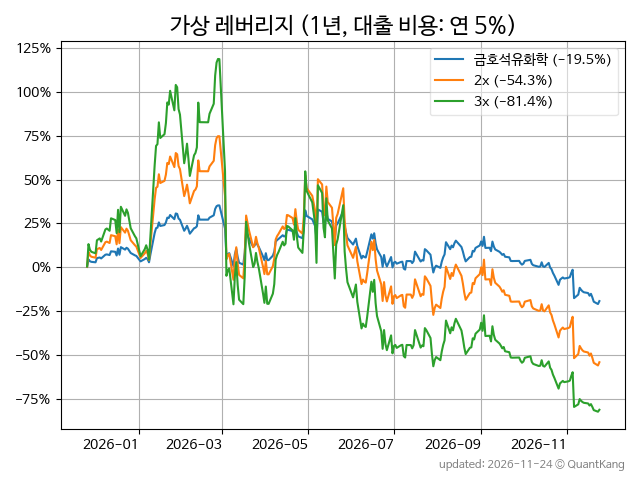 가상 레버리지 (1년, 대출 비용: 연 5%)
125%
100%
75%
50%
25%
0%
−25%
−50%
−75%
금호석유화학 (−19.5%)
2x (−54.3%)
3x (−81.4%)
2026-01 2026-03 2026-05 2026-07 2026-09 2026-11
updated: 2026-11-24 © QuantKang